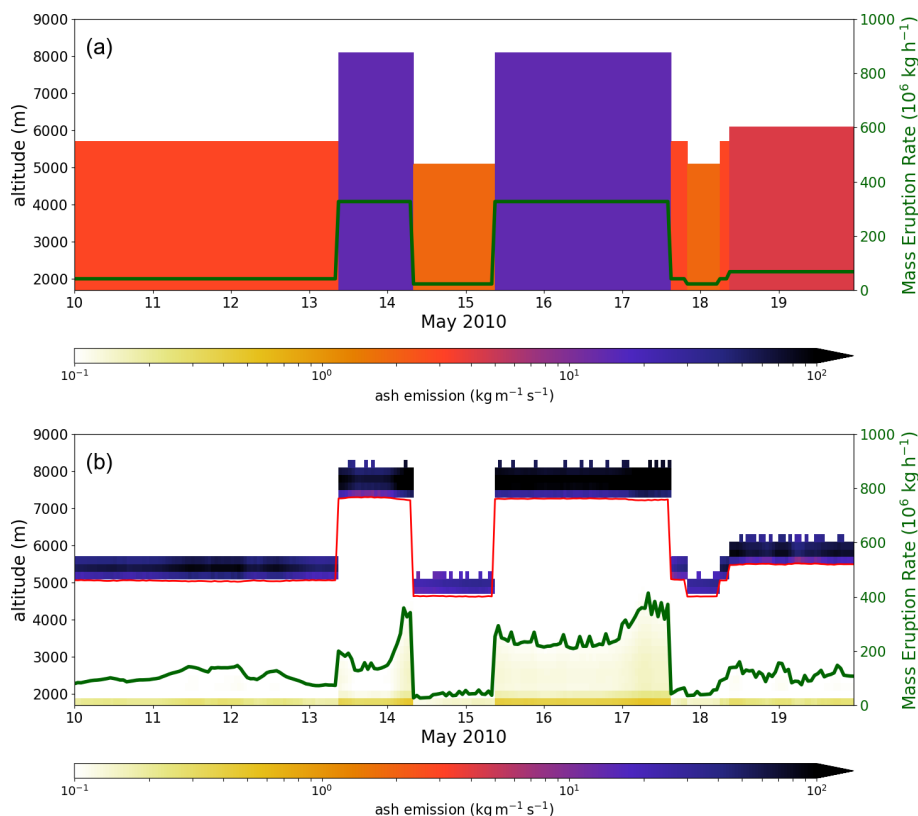 (a)
9000
8000
7000
6000
5000
4000
3000
2000
altitude (m)
1000
800
600
400
200
0
Mass Eruption Rate (10⁶ kg h⁻¹)
10 11 12 13 14 15 16 17 18 19
May 2010
10⁻¹ 10⁰ 10¹ 10²
ash emission (kg m⁻¹ s⁻¹)
(b)
9000
8000
7000
6000
5000
4000
3000
2000
altitude (m)
1000
800
600
400
200
0
Mass Eruption Rate (10⁶ kg h⁻¹)
10 11 12 13 14 15 16 17 18 19
May 2010
10⁻¹ 10⁰ 10¹ 10²
ash emission (kg m⁻¹ s⁻¹)